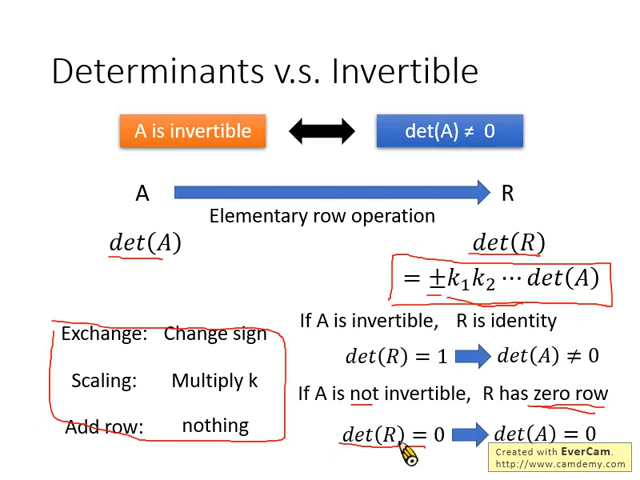 Determinants v.s. Invertible
A is invertible
det(A) ≠ 0
A
R
Elementary row operation
det(A)
det(R)
= ±k₁k₂ ⋯ det(A)
Exchange: Change sign
Scaling: Multiply k
Add row: nothing
If A is invertible, R is identity
det(R) = 1 det(A) ≠ 0
If A is not invertible, R has zero row
det(R) = 0 det(A) = 0
Created with EverCam.
http://www.camdemy.com